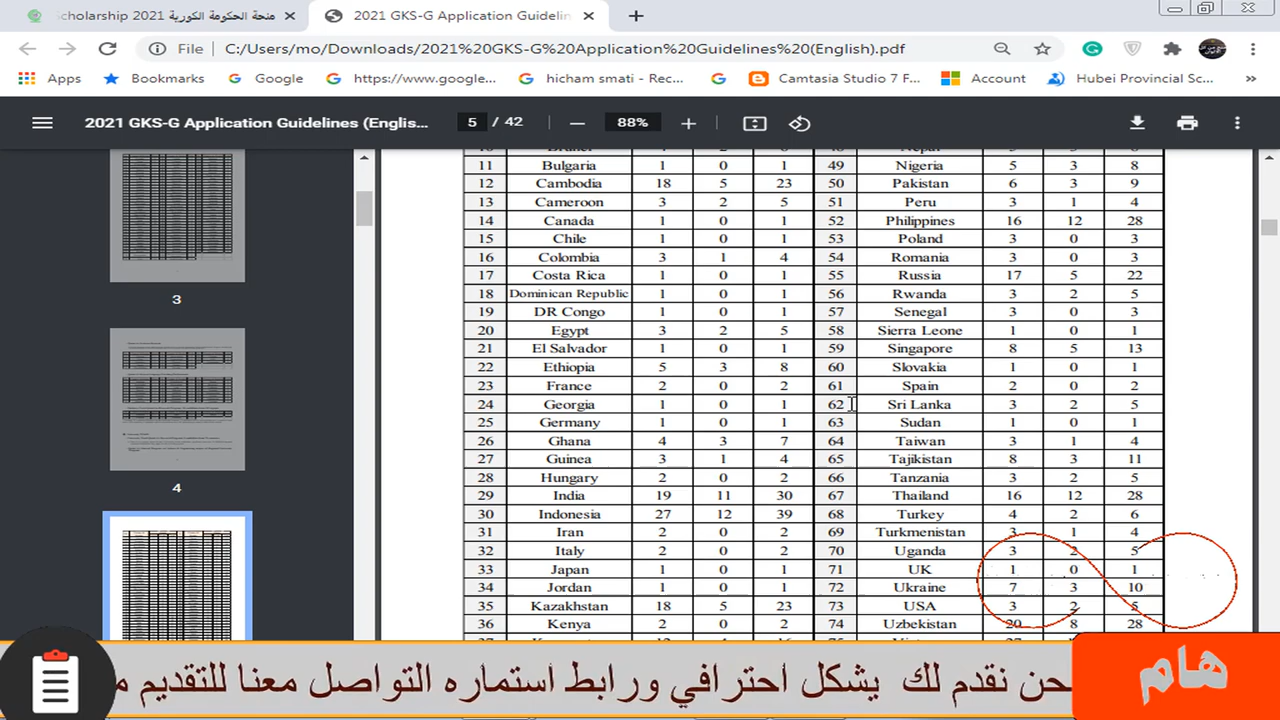 منحة الحكومة الكورية 2021 Scholarship
2021 GKS-G Application Guidelin
File C:/Users/mo/Downloads/2021%20GKS-G%20Application%20Guidelines%20(English).pdf
Apps Bookmarks Google https://www.google... hicham smati - Rec... Camtasia Studio 7 F... Account Hubei Provincial Sc... »
2021 GKS-G Application Guidelines (Englis... 5 / 42 88%
3
4
11 Bulgaria 1 0 1 49 Nigeria 5 3 8
12 Cambodia 18 5 23 50 Pakistan 6 3 9
13 Cameroon 3 2 5 51 Peru 3 1 4
14 Canada 1 0 1 52 Philippines 16 12 28
15 Chile 1 0 1 53 Poland 3 0 3
16 Colombia 3 1 4 54 Romania 3 0 3
17 Costa Rica 1 0 1 55 Russia 17 5 22
18 Dominican Republic 1 0 1 56 Rwanda 3 2 5
19 DR Congo 1 0 1 57 Senegal 3 0 3
20 Egypt 3 2 5 58 Sierra Leone 1 0 1
21 El Salvador 1 0 1 59 Singapore 8 5 13
22 Ethiopia 5 3 8 60 Slovakia 1 0 1
23 France 2 0 2 61 Spain 2 0 2
24 Georgia 1 0 1 62 Sri Lanka 3 2 5
25 Germany 1 0 1 63 Sudan 1 0 1
26 Ghana 4 3 7 64 Taiwan 3 1 4
27 Guinea 3 1 4 65 Tajikistan 8 3 11
28 Hungary 2 0 2 66 Tanzania 3 2 5
29 India 19 11 30 67 Thailand 16 12 28
30 Indonesia 27 12 39 68 Turkey 4 2 6
31 Iran 2 0 2 69 Turkmenistan 3 1 4
32 Italy 2 0 2 70 Uganda 3 2 5
33 Japan 1 0 1 71 UK 1 0 1
34 Jordan 1 0 1 72 Ukraine 7 3 10
35 Kazakhstan 18 5 23 73 USA 3 2 5
36 Kenya 2 0 2 74 Uzbekistan 20 8 28
هام
حن نقدم لك يشكل أحترافي ورابط أستماره التواصل معنا للتقديم م